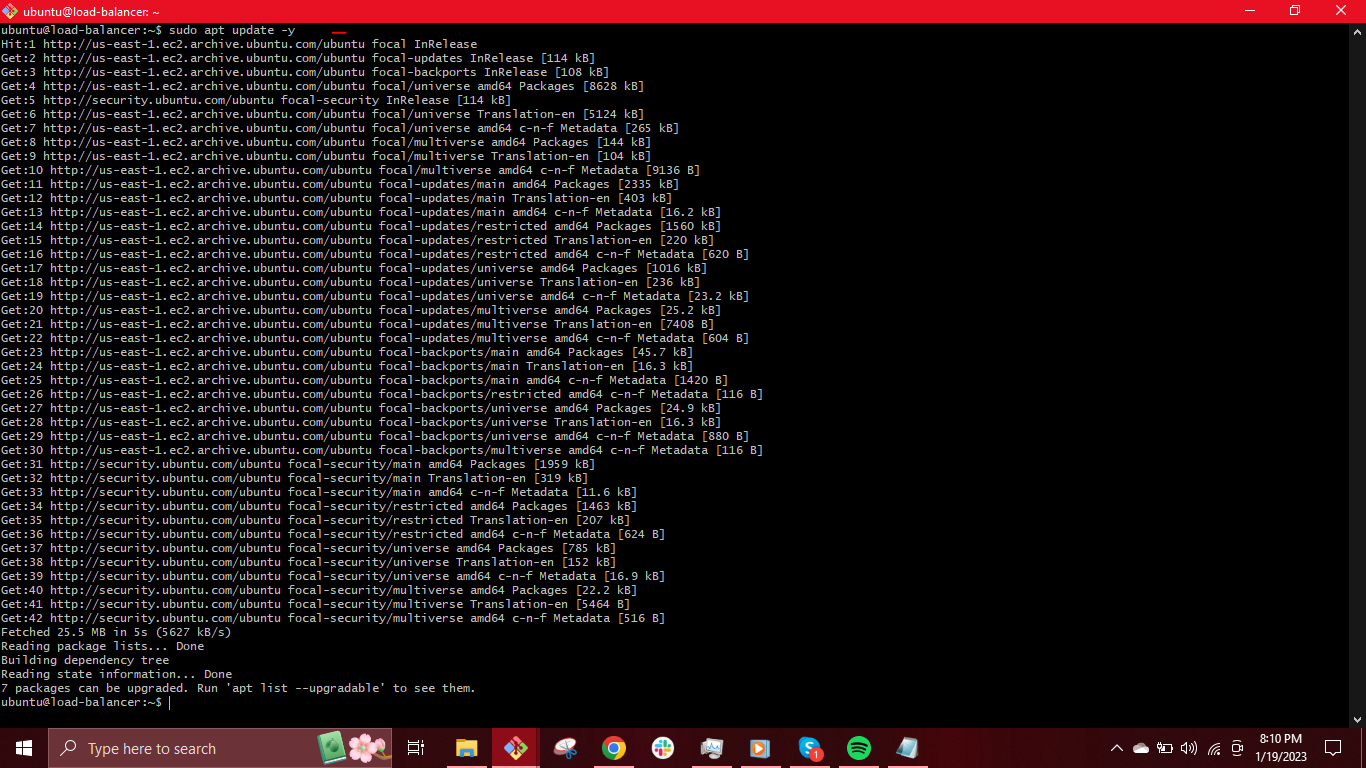 ubuntu@load-balancer: ~
ubuntu@load-balancer:~$ sudo apt update -y
Hit:1 http://us-east-1.ec2.archive.ubuntu.com/ubuntu focal InRelease
Get:2 http://us-east-1.ec2.archive.ubuntu.com/ubuntu focal-updates InRelease [114 kB]
Get:3 http://us-east-1.ec2.archive.ubuntu.com/ubuntu focal-backports InRelease [108 kB]
Get:4 http://us-east-1.ec2.archive.ubuntu.com/ubuntu focal/universe amd64 Packages [8628 kB]
Get:5 http://security.ubuntu.com/ubuntu focal-security InRelease [114 kB]
Get:6 http://us-east-1.ec2.archive.ubuntu.com/ubuntu focal/universe Translation-en [5124 kB]
Get:7 http://us-east-1.ec2.archive.ubuntu.com/ubuntu focal/universe amd64 c-n-f Metadata [265 kB]
Get:8 http://us-east-1.ec2.archive.ubuntu.com/ubuntu focal/multiverse amd64 Packages [144 kB]
Get:9 http://us-east-1.ec2.archive.ubuntu.com/ubuntu focal/multiverse Translation-en [104 kB]
Get:10 http://us-east-1.ec2.archive.ubuntu.com/ubuntu focal/multiverse amd64 c-n-f Metadata [9136 B]
Get:11 http://us-east-1.ec2.archive.ubuntu.com/ubuntu focal-updates/main amd64 Packages [2335 kB]
Get:12 http://us-east-1.ec2.archive.ubuntu.com/ubuntu focal-updates/main Translation-en [403 kB]
Get:13 http://us-east-1.ec2.archive.ubuntu.com/ubuntu focal-updates/main amd64 c-n-f Metadata [16.2 kB]
Get:14 http://us-east-1.ec2.archive.ubuntu.com/ubuntu focal-updates/restricted amd64 Packages [1560 kB]
Get:15 http://us-east-1.ec2.archive.ubuntu.com/ubuntu focal-updates/restricted Translation-en [220 kB]
Get:16 http://us-east-1.ec2.archive.ubuntu.com/ubuntu focal-updates/restricted amd64 c-n-f Metadata [620 B]
Get:17 http://us-east-1.ec2.archive.ubuntu.com/ubuntu focal-updates/universe amd64 Packages [1016 kB]
Get:18 http://us-east-1.ec2.archive.ubuntu.com/ubuntu focal-updates/universe Translation-en [236 kB]
Get:19 http://us-east-1.ec2.archive.ubuntu.com/ubuntu focal-updates/universe amd64 c-n-f Metadata [23.2 kB]
Get:20 http://us-east-1.ec2.archive.ubuntu.com/ubuntu focal-updates/multiverse amd64 Packages [25.2 kB]
Get:21 http://us-east-1.ec2.archive.ubuntu.com/ubuntu focal-updates/multiverse Translation-en [7408 B]
Get:22 http://us-east-1.ec2.archive.ubuntu.com/ubuntu focal-updates/multiverse amd64 c-n-f Metadata [604 B]
Get:23 http://us-east-1.ec2.archive.ubuntu.com/ubuntu focal-backports/main amd64 Packages [45.7 kB]
Get:24 http://us-east-1.ec2.archive.ubuntu.com/ubuntu focal-backports/main Translation-en [16.3 kB]
Get:25 http://us-east-1.ec2.archive.ubuntu.com/ubuntu focal-backports/main amd64 c-n-f Metadata [1420 B]
Get:26 http://us-east-1.ec2.archive.ubuntu.com/ubuntu focal-backports/restricted amd64 c-n-f Metadata [116 B]
Get:27 http://us-east-1.ec2.archive.ubuntu.com/ubuntu focal-backports/universe amd64 Packages [24.9 kB]
Get:28 http://us-east-1.ec2.archive.ubuntu.com/ubuntu focal-backports/universe Translation-en [16.3 kB]
Get:29 http://us-east-1.ec2.archive.ubuntu.com/ubuntu focal-backports/universe amd64 c-n-f Metadata [880 B]
Get:30 http://us-east-1.ec2.archive.ubuntu.com/ubuntu focal-backports/multiverse amd64 c-n-f Metadata [116 B]
Get:31 http://security.ubuntu.com/ubuntu focal-security/main amd64 Packages [1959 kB]
Get:32 http://security.ubuntu.com/ubuntu focal-security/main Translation-en [319 kB]
Get:33 http://security.ubuntu.com/ubuntu focal-security/main amd64 c-n-f Metadata [11.6 kB]
Get:34 http://security.ubuntu.com/ubuntu focal-security/restricted amd64 Packages [1463 kB]
Get:35 http://security.ubuntu.com/ubuntu focal-security/restricted Translation-en [207 kB]
Get:36 http://security.ubuntu.com/ubuntu focal-security/restricted amd64 c-n-f Metadata [624 B]
Get:37 http://security.ubuntu.com/ubuntu focal-security/universe amd64 Packages [785 kB]
Get:38 http://security.ubuntu.com/ubuntu focal-security/universe Translation-en [152 kB]
Get:39 http://security.ubuntu.com/ubuntu focal-security/universe amd64 c-n-f Metadata [16.9 kB]
Get:40 http://security.ubuntu.com/ubuntu focal-security/multiverse amd64 Packages [22.2 kB]
Get:41 http://security.ubuntu.com/ubuntu focal-security/multiverse Translation-en [5464 B]
Get:42 http://security.ubuntu.com/ubuntu focal-security/multiverse amd64 c-n-f Metadata [516 B]
Fetched 25.5 MB in 5s (5627 kB/s)
Reading package lists... Done
Building dependency tree
Reading state information... Done
7 packages can be upgraded. Run 'apt list --upgradable' to see them.
ubuntu@load-balancer:~$
Type here to search
1
8:10 PM
1/19/2023